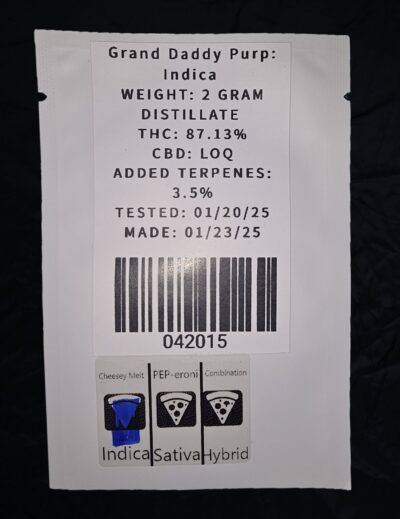 Grand Daddy Purp:
Indica
WEIGHT: 2 GRAM
DISTILLATE
THC: 87.13%
CBD: LOQ
ADDED TERPENES:
3.5%
TESTED: 01/20/25
MADE: 01/23/25
042015
Cheesey Melt PEP-eroni Combination
Indica Sativa Hybrid